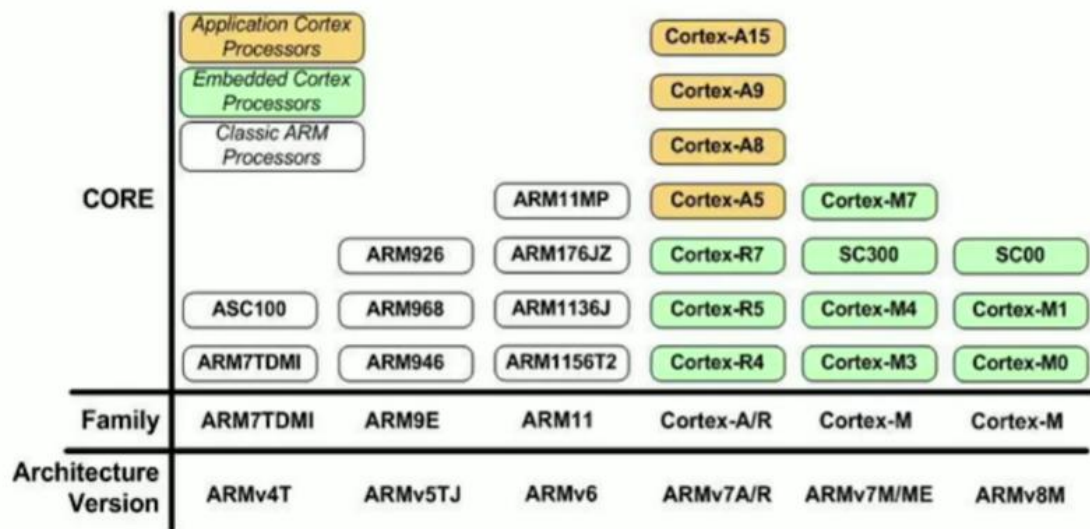 Application Cortex
Processors
Embedded Cortex
Processors
Classic ARM
Processors
Cortex-A15
Cortex-A9
Cortex-A8
CORE
ARM11MP
Cortex-A5
Cortex-M7
ARM926
ARM176JZ
Cortex-R7
SC300
SC00
ASC100
ARM968
ARM1136J
Cortex-R5
Cortex-M4
Cortex-M1
ARM7TDMI
ARM946
ARM1156T2
Cortex-R4
Cortex-M3
Cortex-M0
Family
ARM7TDMI
ARM9E
ARM11
Cortex-A/R
Cortex-M
Cortex-M
Architecture
Version
ARMv4T
ARMv5TJ
ARMv6
ARMv7A/R
ARMv7M/ME
ARMv8M